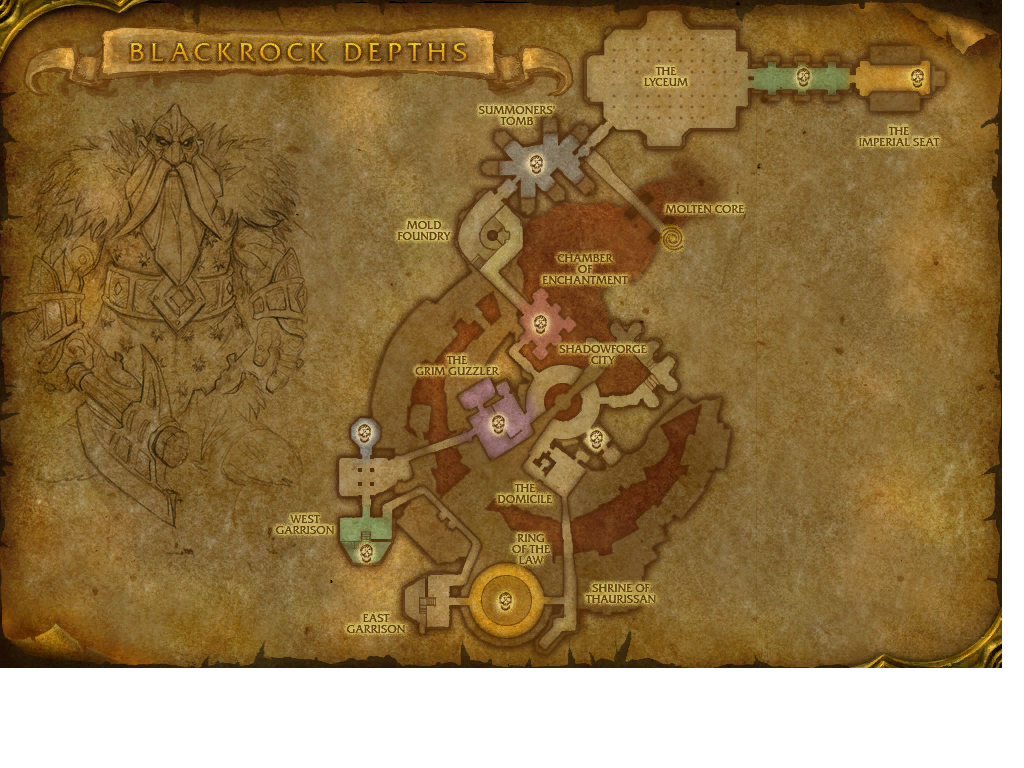 BLACKROCK DEPTHS
THE
LYCEUM
SUMMONERS'
TOMB
THE
IMPERIAL SEAT
MOLD
FOUNDRY
MOLTEN CORE
CHAMBER
OF
ENCHANTMENT
SHADOWFORGE
CITY
THE
GRIM GUZZLER
THE
DOMICILE
WEST
GARRISON
RING
OF THE
LAW
SHRINE OF
THAURISSAN
EAST
GARRISON